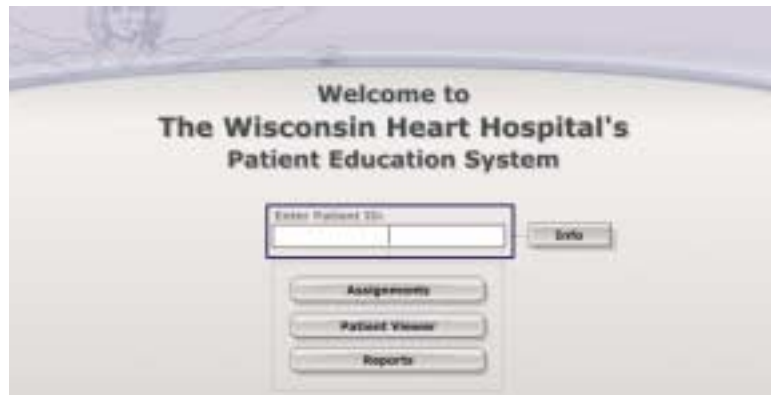 Welcome to
The Wisconsin Heart Hospital's
Patient Education System
Enter Patient ID:
Info
Assignments
Patient Viewer
Reports